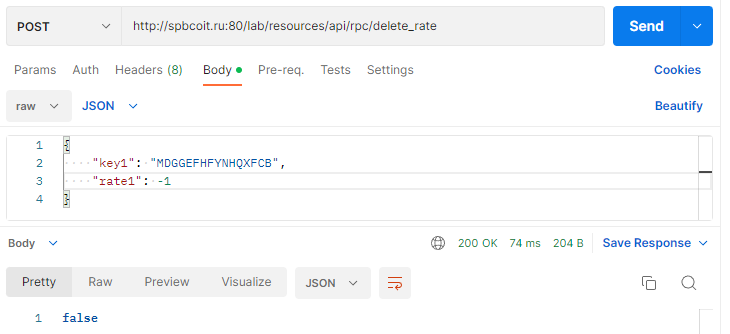 POST http://spbcoit.ru:80/lab/resources/api/rpc/delete_rate Send
Params Auth Headers (8) Body Pre-req. Tests Settings Cookies
raw JSON Beautify
1 {
2 "key1": "MDGGEFHFYNHQXFCB",
3 "rate1": -1
4 }
Body 200 OK 74 ms 204 B Save Response
Pretty Raw Preview Visualize JSON
1 false